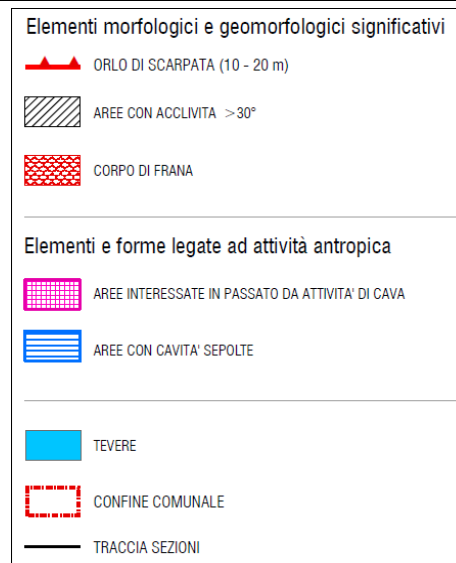 Elementi morfologici e geomorfologici significativi
ORLO DI SCARPATA (10 - 20 m)
AREE CON ACCLIVITA >30°
CORPO DI FRANA
Elementi e forme legate ad attività antropica
AREE INTERESSATE IN PASSATO DA ATTIVITA' DI CAVA
AREE CON CAVITA' SEPOLTE
TEVERE
CONFINE COMUNALE
TRACCIA SEZIONI